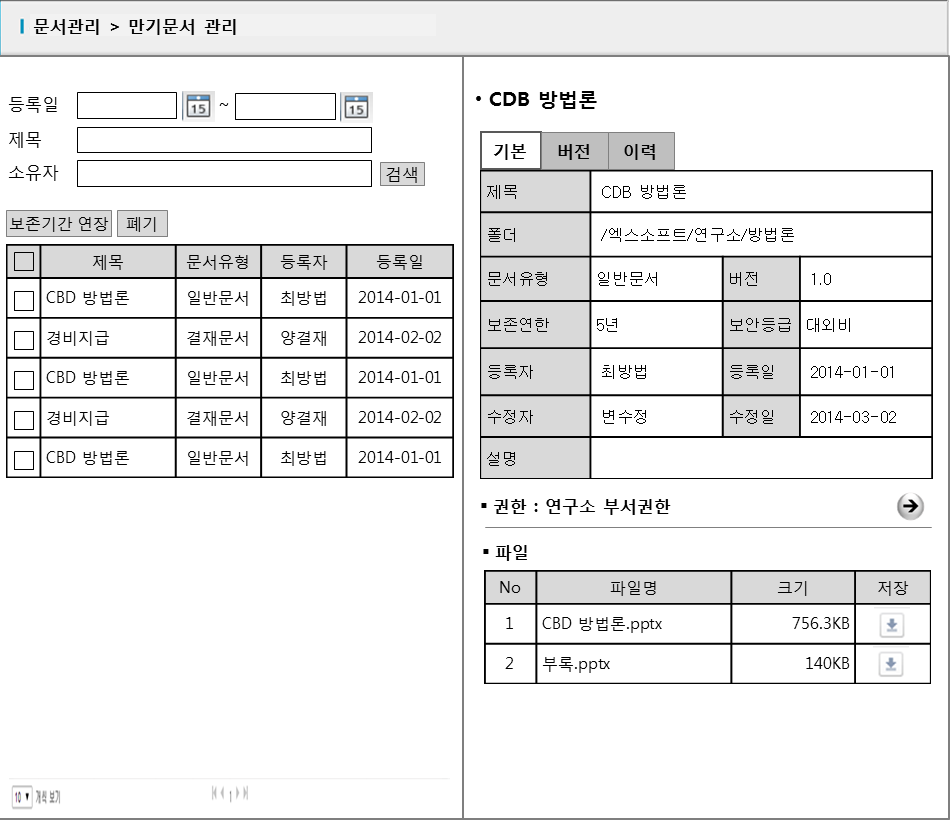 문서관리 > 만기문서 관리
등록일 15 ~ 15
제목
소유자 검색
보존기간 연장 폐기
제목 문서유형 등록자 등록일
CBD 방법론 일반문서 최방법 2014-01-01
경비지급 결재문서 양결재 2014-02-02
CBD 방법론 일반문서 최방법 2014-01-01
경비지급 결재문서 양결재 2014-02-02
CBD 방법론 일반문서 최방법 2014-01-01
10 개씩 보기 1
• CDB 방법론
기본 버전 이력
제목 CDB 방법론
폴더 /엑스소프트/연구소/방법론
문서유형 일반문서 버전 1.0
보존연한 5년 보안등급 대외비
등록자 최방법 등록일 2014-01-01
수정자 변수정 수정일 2014-03-02
설명
▪ 권한 : 연구소 부서권한
▪ 파일
No 파일명 크기 저장
1 CBD 방법론.pptx 756.3KB
2 부록.pptx 140KB